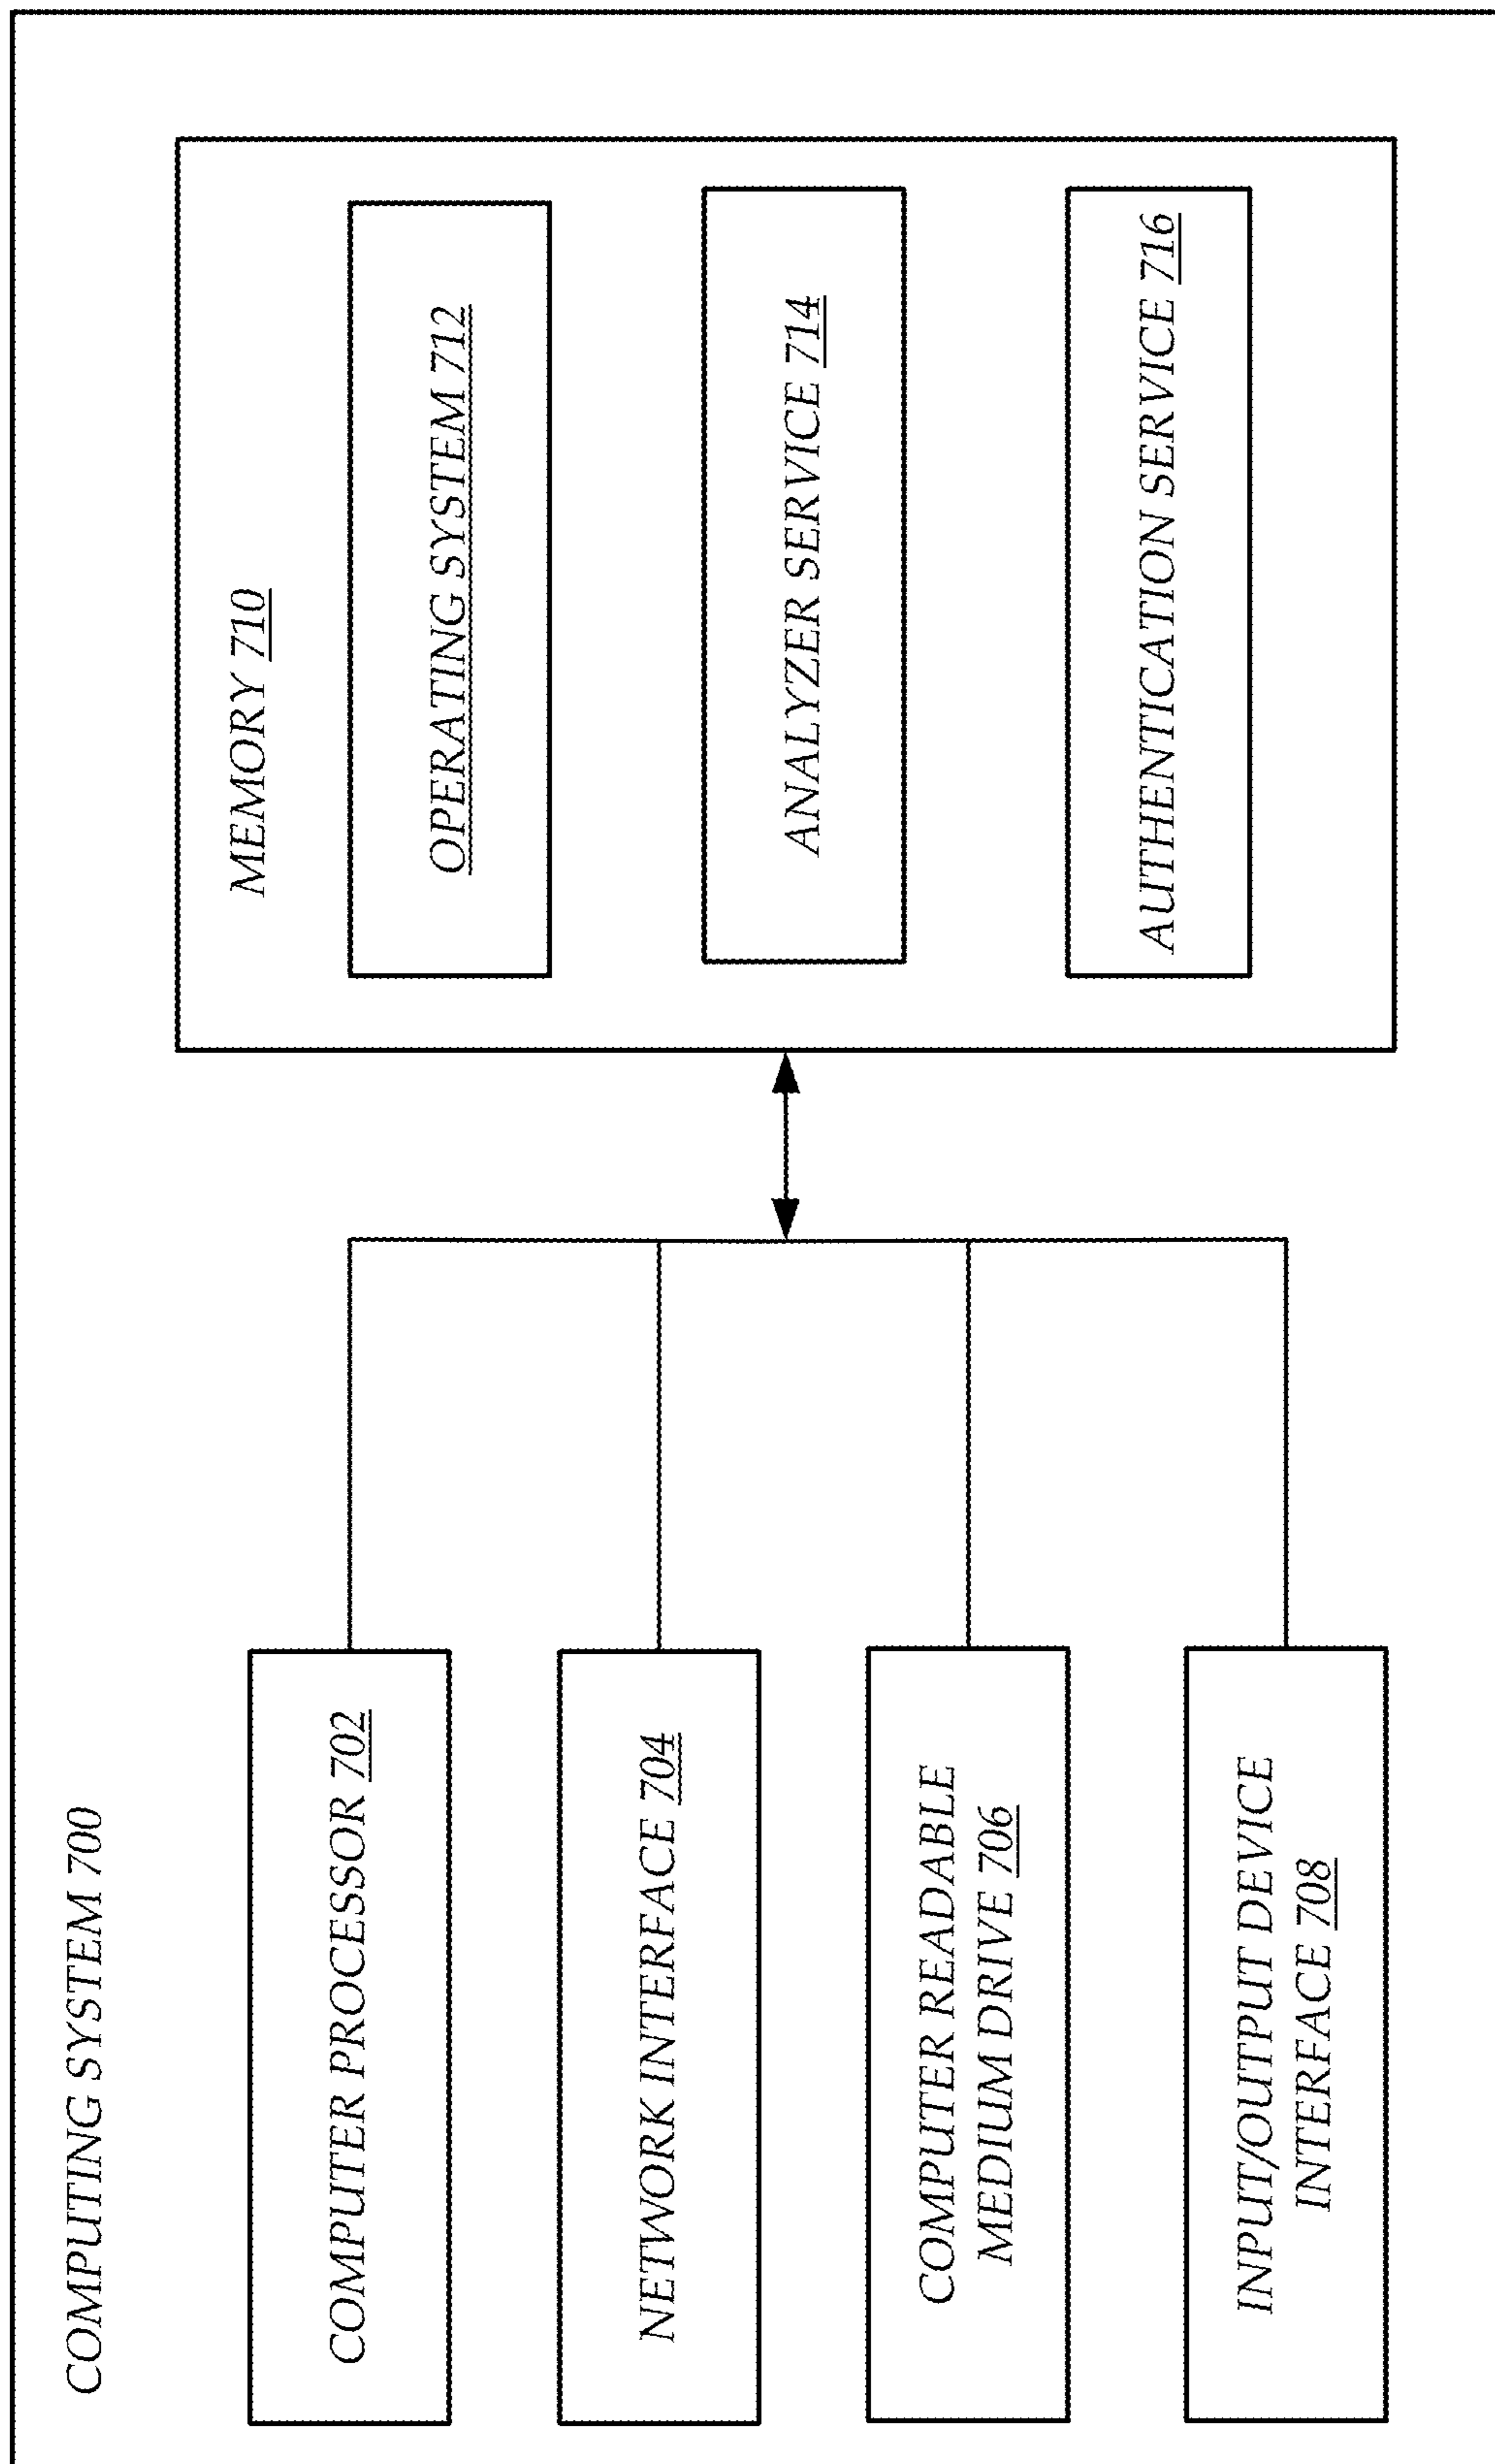 COMPUTING SYSTEM 700
COMPUTER PROCESSOR 702
NETWORK INTERFACE 704
COMPUTER READABLE
MEDIUM DRIVE 706
INPUT/OUTPUT DEVICE
INTERFACE 708
MEMORY 710
OPERATING SYSTEM 712
ANALYZER SERVICE 714
AUTHENTICATION SERVICE 716